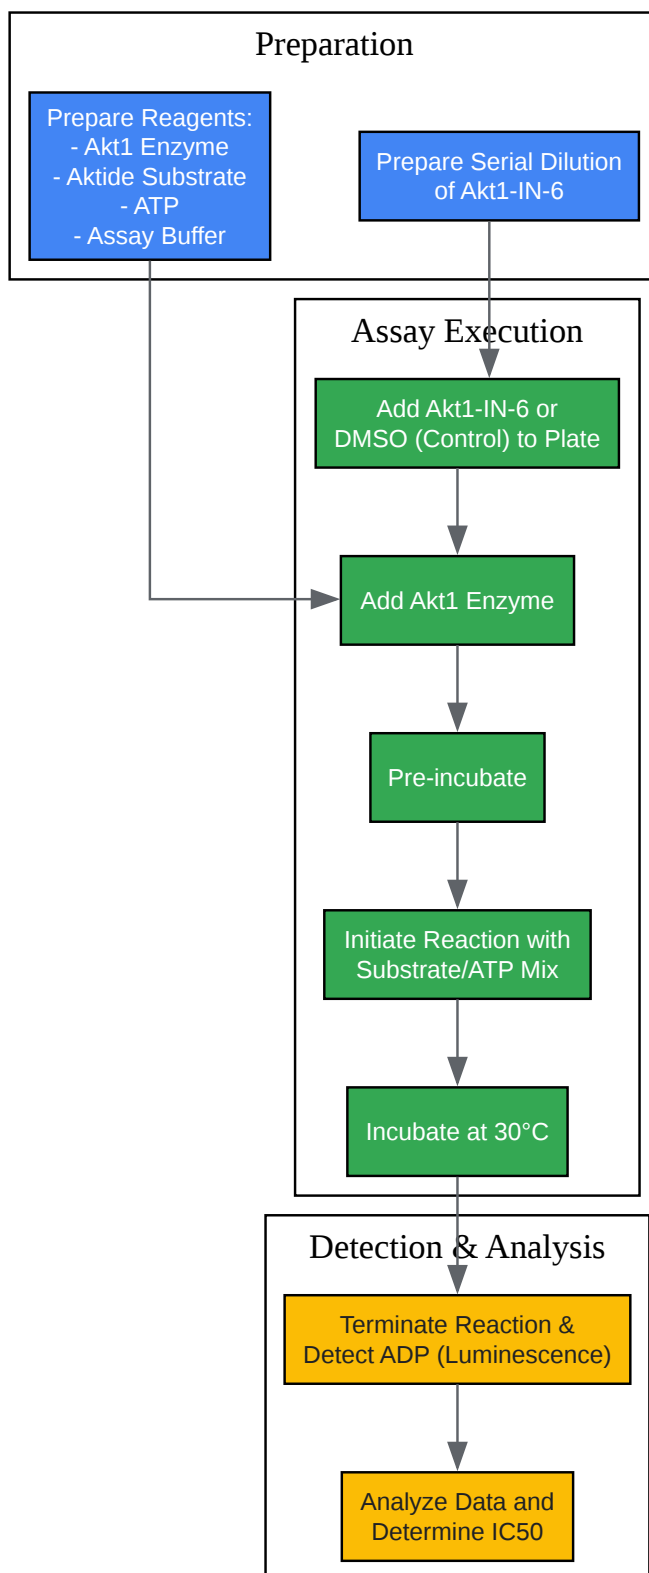 Preparation
Prepare Reagents:
- Akt1 Enzyme
- Aktide Substrate
- ATP
- Assay Buffer
Prepare Serial Dilution
of Akt1-IN-6
Assay Execution
Add Akt1-IN-6 or
DMSO (Control) to Plate
Add Akt1 Enzyme
Pre-incubate
Initiate Reaction with
Substrate/ATP Mix
Incubate at 30°C
Detection & Analysis
Terminate Reaction &
Detect ADP (Luminescence)
Analyze Data and
Determine IC50